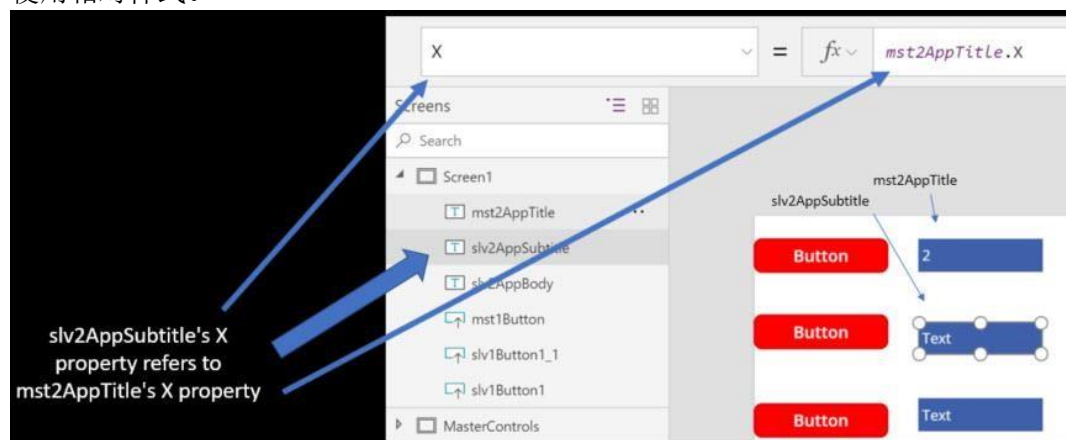 X
=
fx
mst2AppTitle.X
Screens
Search
Screen1
mst2AppTitle
slv2AppSubtitle
slv2AppBody
mst1Button
slv1Button1_1
slv1Button1
MasterControls
slv2AppSubtitle's X
property refers to
mst2AppTitle's X property
mst2AppTitle
slv2AppSubtitle
Button
2
Button
Text
Button
Text